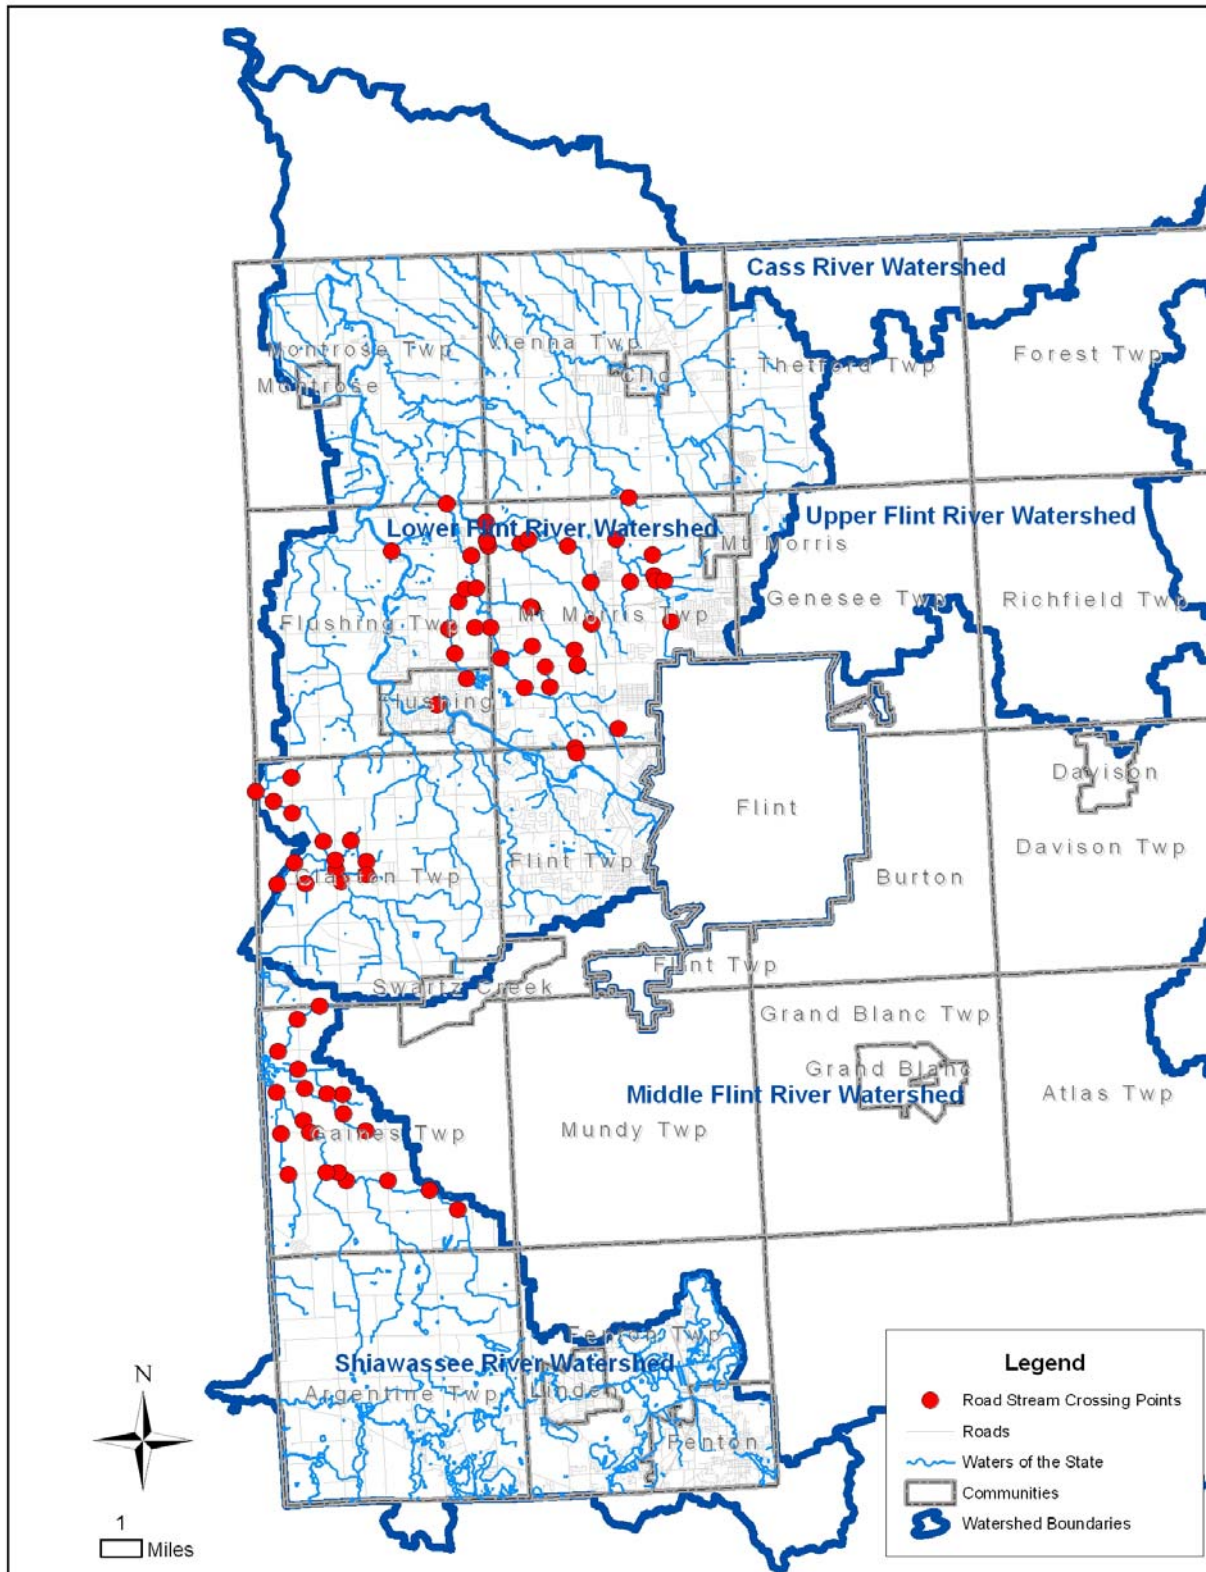 Cass River Watershed
Montrose Twp
Vienna Twp
Forest Twp
Thetford Twp
Clio
Montrose
Lower Flint River Watershed
Upper Flint River Watershed
Mt Morris
Genesee Twp
Richfield Twp
Mt Morris Twp
Flushing Twp
Flushing
Davison
Flint
Davison Twp
Flint Twp
Clayton Twp
Burton
Flint Twp
Swartz Creek
Grand Blanc Twp
Grand Blanc
Middle Flint River Watershed
Atlas Twp
Gaines Twp
Mundy Twp
Fenton Twp
Shiawassee River Watershed
Argentine Twp
Linden
Fenton
N
1
Miles
Legend
Road Stream Crossing Points
Roads
Waters of the State
Communities
Watershed Boundaries